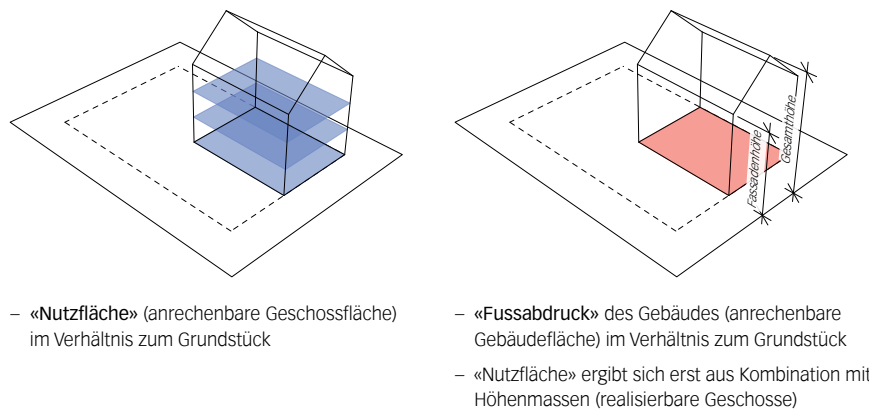 Fassadenhöhe
Gesamthöhe
– «Nutzfläche» (anrechenbare Geschossfläche)
im Verhältnis zum Grundstück
– «Fussabdruck» des Gebäudes (anrechenbare
Gebäudefläche) im Verhältnis zum Grundstück
– «Nutzfläche» ergibt sich erst aus Kombination mit
Höhenmassen (realisierbare Geschosse)